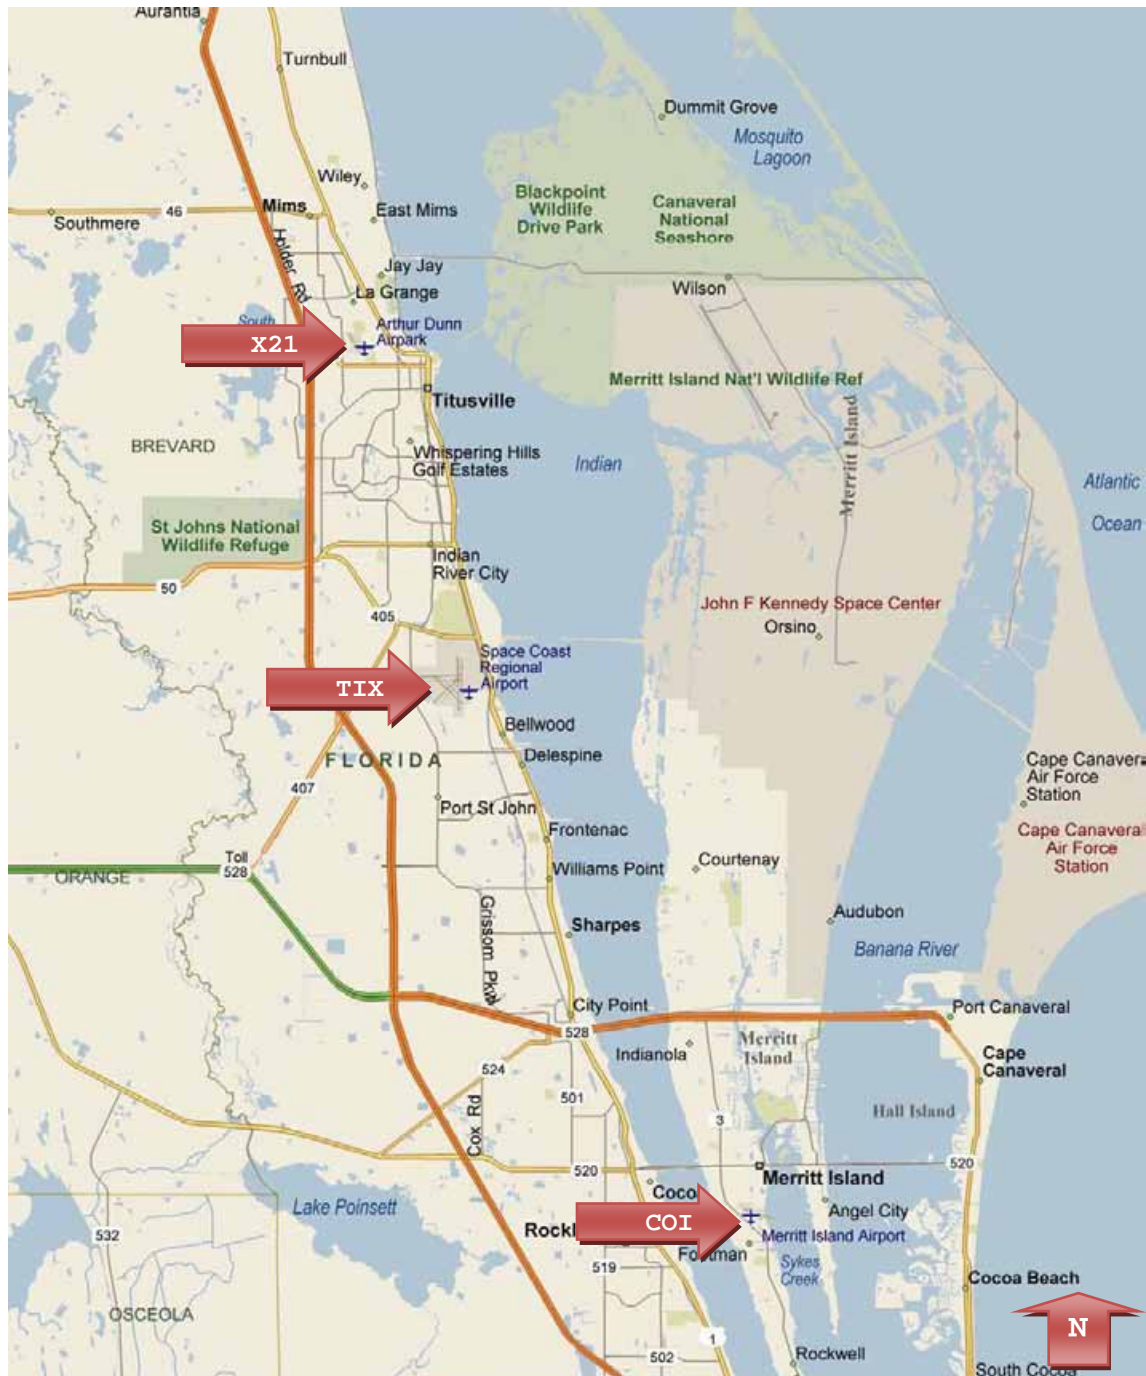 Aurantia
Turnbull
Dummit Grove
Mosquito
Lagoon
Wiley
Blackpoint
Wildlife
Drive Park
Canaveral
National
Seashore
46
Mims
East Mims
Southmere
Holder Rd
Jay Jay
La Grange
Wilson
South
Arthur Dunn
Airpark
X21
Merritt Island Nat'l Wildlife Ref
Titusville
BREVARD
Whispering Hills
Golf Estates
Indian
Merritt Island
Atlantic
Ocean
St Johns National
Wildlife Refuge
Indian
River City
50
405
John F Kennedy Space Center
Orsino
Space Coast
Regional
Airport
TIX
Bellwood
FLORIDA
Delespine
Cape Canavera
Air Force
Station
407
Port St John
Frontenac
Cape Canaveral
Air Force
Station
Toll
528
ORANGE
Williams Point
Courtenay
Grissom Pkwy
Sharpes
Audubon
Banana River
City Point
Port Canaveral
528
Indianola
Merritt
Island
Cape
Canaveral
524
501
Cox Rd
3
Hall Island
520
520
Merritt Island
Lake Poinsett
Coco
Angel City
COI
Rockl
Merritt Island Airport
532
Fo
tman
519
Sykes
Creek
Cocoa Beach
OSCEOLA
N
1
502
Rockwell
South Cocoa